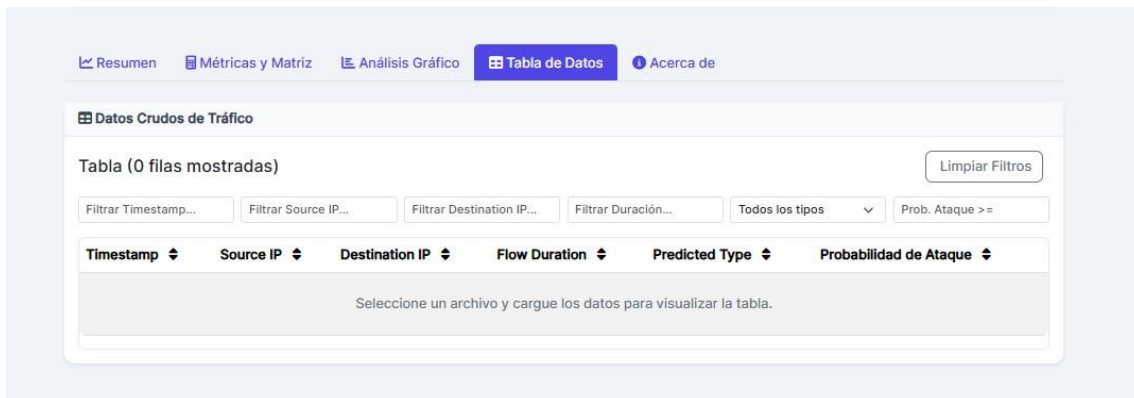 Resumen Métricas y Matriz Análisis Gráfico Tabla de Datos Acerca de
Datos Crudos de Tráfico
Tabla (0 filas mostradas) Limpiar Filtros
Filtrar Timestamp... Filtrar Source IP... Filtrar Destination IP... Filtrar Duración... Todos los tipos Prob. Ataque >=
Timestamp Source IP Destination IP Flow Duration Predicted Type Probabilidad de Ataque
Seleccione un archivo y cargue los datos para visualizar la tabla.